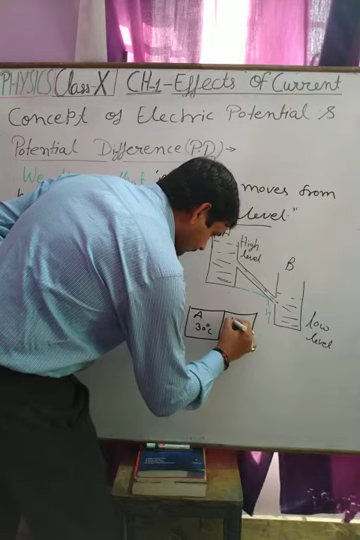 PHYSICS Class-X CH-1-Effects of Current
Concept of Electric Potential &
Potential Difference (P.D) →
We moves from
level."
High
level
B
A
30°C
low
level